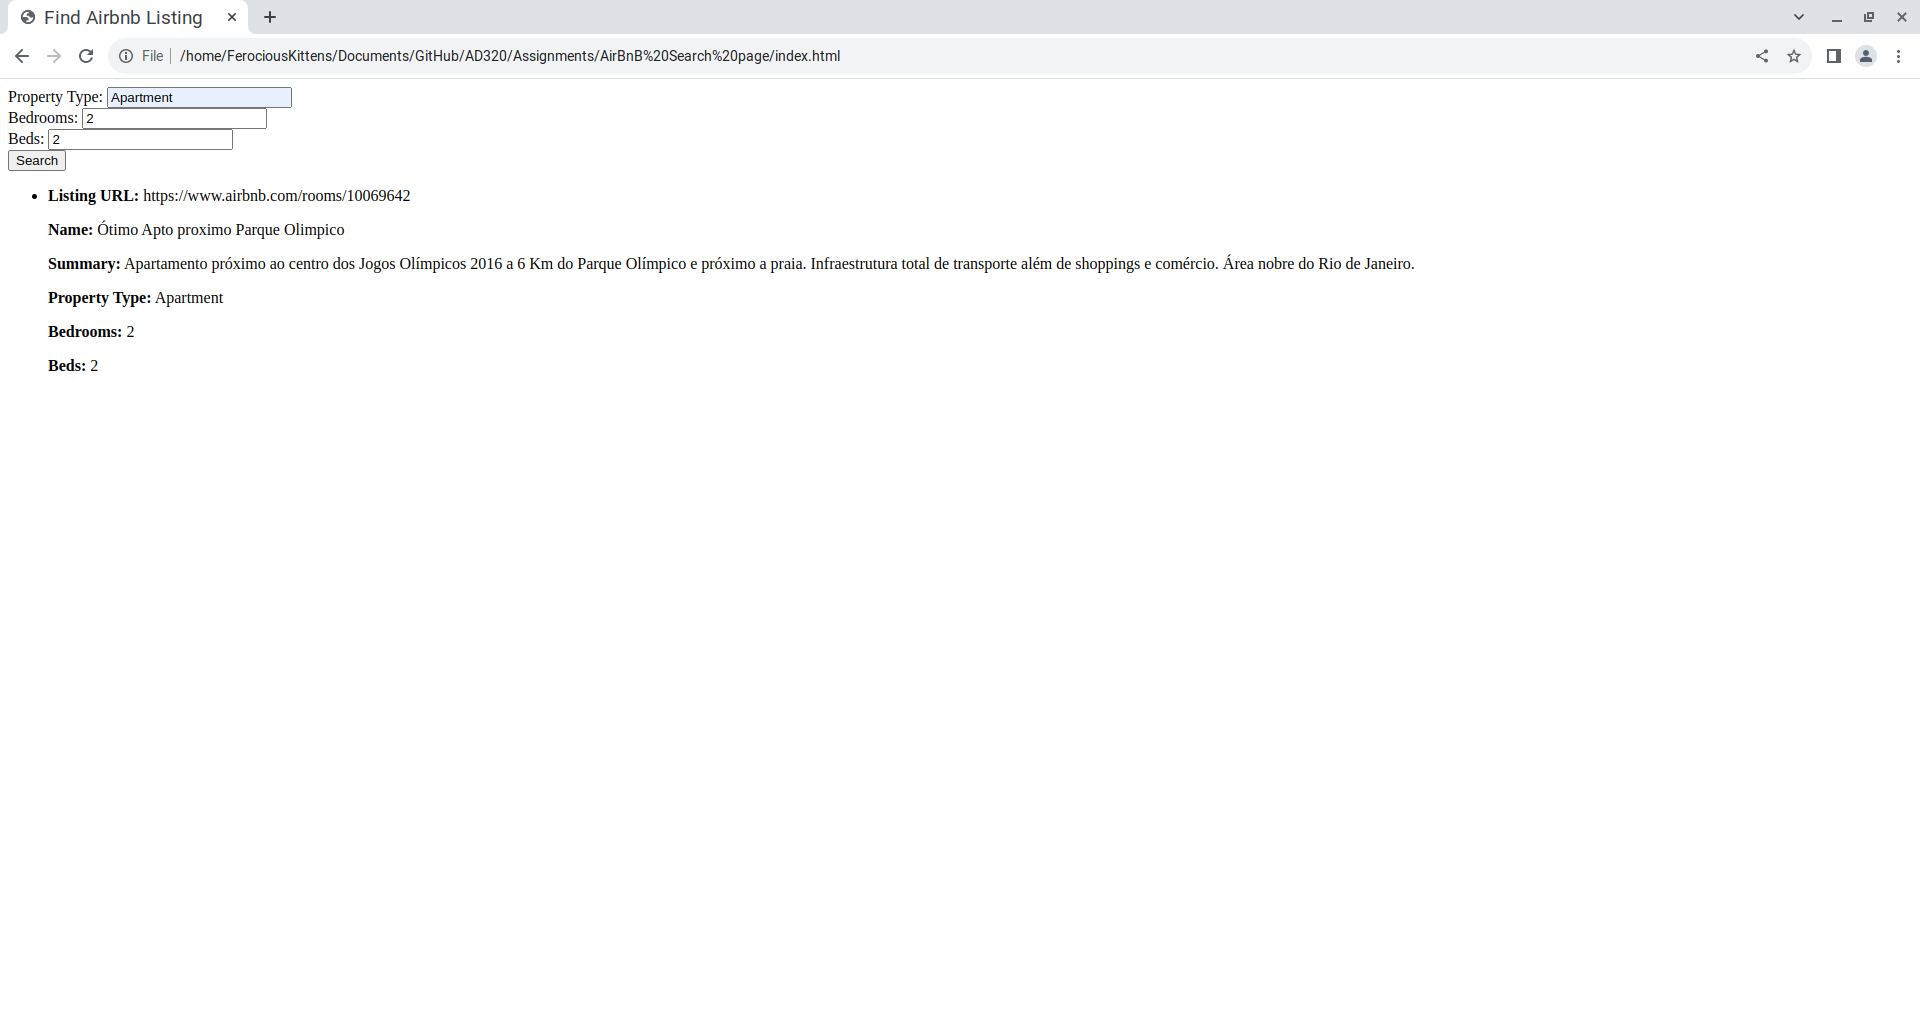 Find Airbnb Listing
File /home/FerociousKittens/Documents/GitHub/AD320/Assignments/AirBnB%20Search%20page/index.html
Property Type: Apartment
Bedrooms: 2
Beds: 2
Search
• Listing URL: https://www.airbnb.com/rooms/10069642
Name: Ótimo Apto proximo Parque Olimpico
Summary: Apartamento próximo ao centro dos Jogos Olímpicos 2016 a 6 Km do Parque Olímpico e próximo a praia. Infraestrutura total de transporte além de shoppings e comércio. Área nobre do Rio de Janeiro.
Property Type: Apartment
Bedrooms: 2
Beds: 2